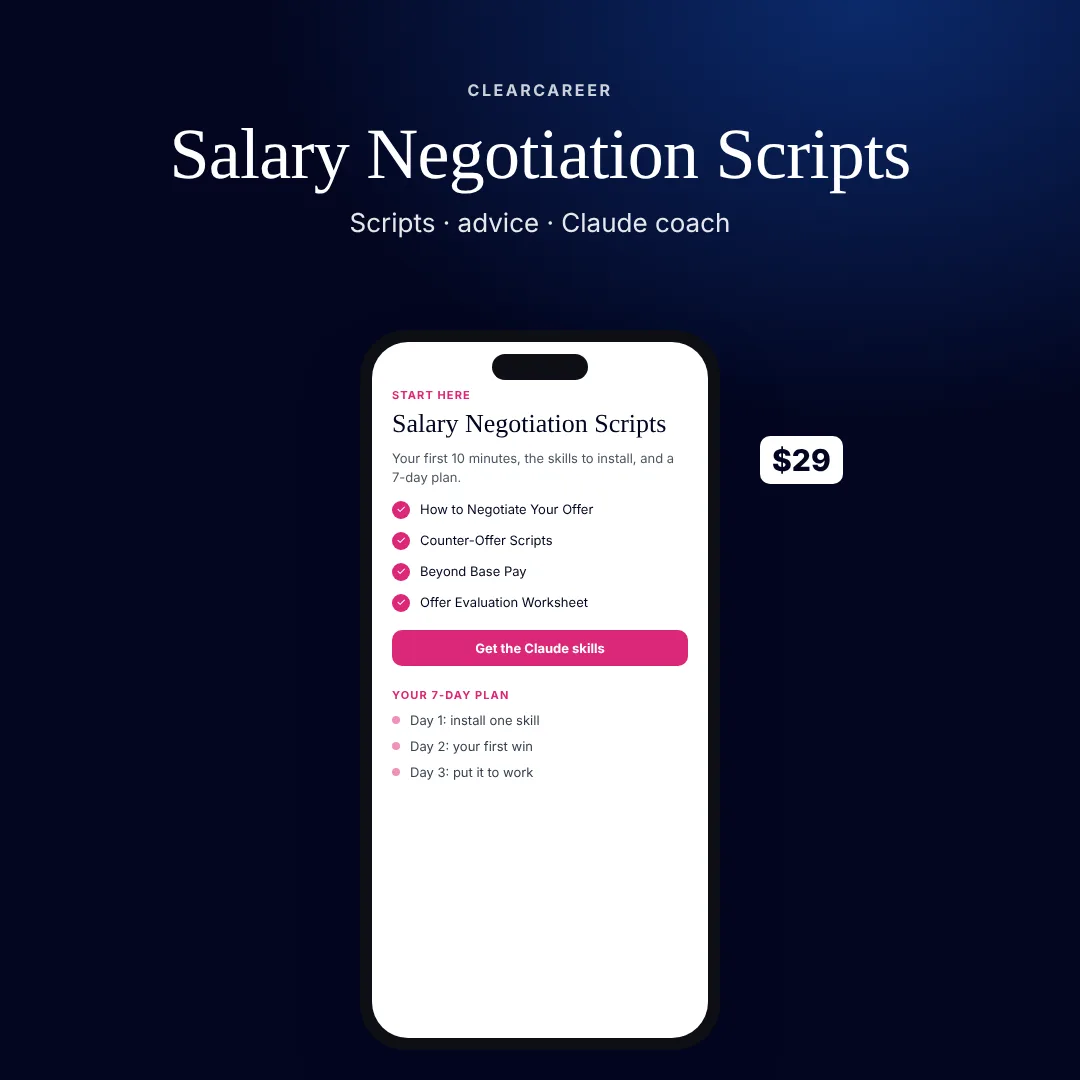 CLEARCAREER
Salary Negotiation Scripts
Scripts · advice · Claude coach
START HERE
Salary Negotiation Scripts
Your first 10 minutes, the skills to install, and a
7-day plan.
$29
How to Negotiate Your Offer
Counter-Offer Scripts
Beyond Base Pay
Offer Evaluation Worksheet
Get the Claude skills
YOUR 7-DAY PLAN
Day 1: install one skill
Day 2: your first win
Day 3: put it to work